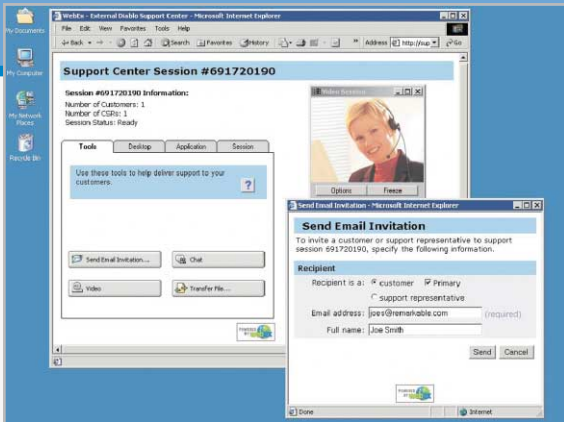 My Documents
My Computer
My Network
Places
Recycle Bin
WebEx - External Diablo Support Center - Microsoft Internet Explorer
File Edit View Favorites Tools Help
Back Search Favorites History Address http://sup Go
Support Center Session #691720190
Session #691720190 Information:
Number of Customers: 1
Number of CSRs: 1
Session Status: Ready
Tools Desktop Application Session
Use these tools to help deliver support to your
customers.
?
Send Email Invitation... Chat
Video Transfer File...
POWERED
Video Session
Options Freeze
Send Email Invitation - Microsoft Internet Explorer
Send Email Invitation
To invite a customer or support representative to support
session 691720190, specify the following information.
Recipient
Recipient is a: customer Primary
support representative
Email address: joes@remarkable.com (required)
Full name: Joe Smith
Send Cancel
POWERED
Done Internet